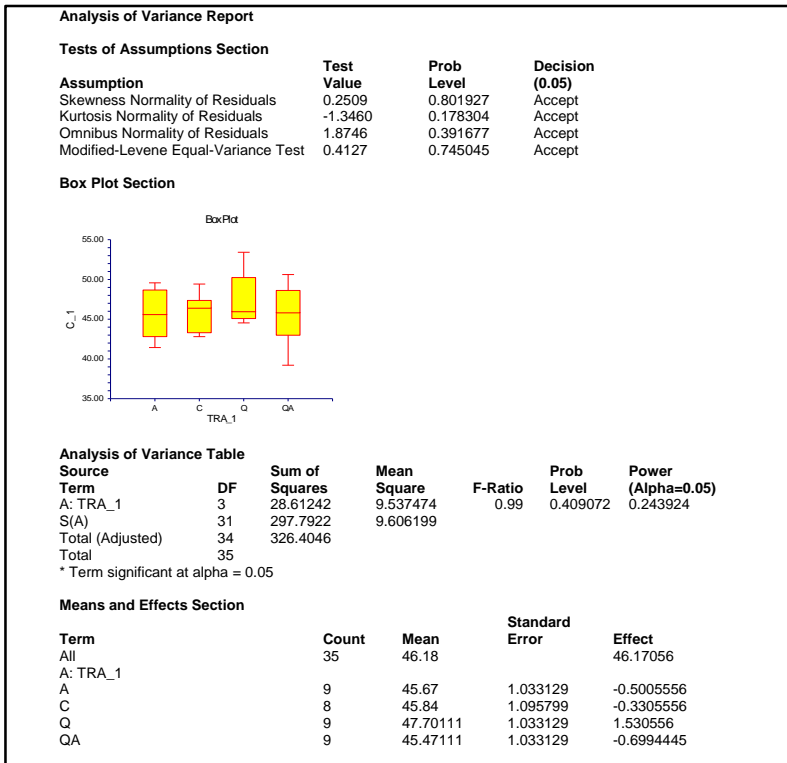 Analysis of Variance Report
Tests of Assumptions Section
Test Prob Decision
Assumption Value Level (0.05)
Skewness Normality of Residuals 0.2509 0.801927 Accept
Kurtosis Normality of Residuals -1.3460 0.178304 Accept
Omnibus Normality of Residuals 1.8746 0.391677 Accept
Modified-Levene Equal-Variance Test 0.4127 0.745045 Accept
Box Plot Section
Box Plot
55.00
50.00
45.00
40.00
35.00
C_1
A C Q QA
TRA_1
Analysis of Variance Table
Source Sum of Mean Prob Power
Term DF Squares Square F-Ratio Level (Alpha=0.05)
A: TRA_1 3 28.61242 9.537474 0.99 0.409072 0.243924
S(A) 31 297.7922 9.606199
Total (Adjusted) 34 326.4046
Total 35
* Term significant at alpha = 0.05
Means and Effects Section
Standard
Term Count Mean Error Effect
All 35 46.18 46.17056
A: TRA_1
A 9 45.67 1.033129 -0.5005556
C 8 45.84 1.095799 -0.3305556
Q 9 47.70111 1.033129 1.530556
QA 9 45.47111 1.033129 -0.6994445